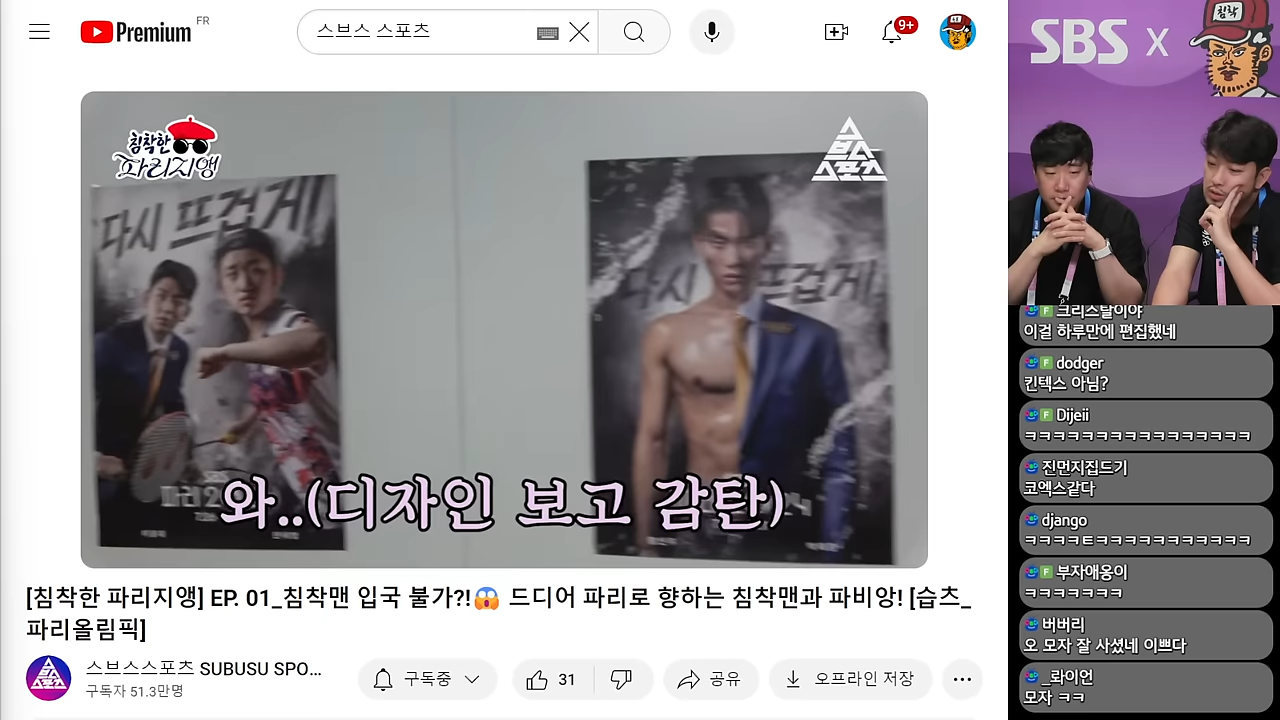 Premium
FR
스브스 스포츠
9+
SBS X
침착
침착한
파리지앵
스브스
스포츠
다시 뜨겁게
다시 뜨겁게
와..(디자인 보고 감탄)
[침착한 파리지앵] EP. 01_침착맨 입국 불가?!😱 드디어 파리로 향하는 침착맨과 파비앙! [습츠_
파리올림픽]
스브스스포츠 SUBUSU SPO...
구독자 51.3만명
구독중
31
공유
오프라인 저장
크리스탈이야
이걸 하루만에 편집했네
dodger
킨텍스 아님?
Dijeii
ㅋㅋㅋㅋㅋㅋㅋㅋㅋㅋㅋㅋㅋㅋㅋㅋ
진먼지집드기
코엑스같다
django
ㅋㅋㅋㅋㅌㅋㅋㅋㅋㅋㅋㅋㅋㅋㅋㅋ
부자애옹이
ㅋㅋㅋㅋㅋㅋㅋ
버버리
오 모자 잘 사셨네 이쁘다
_롸이언
모자 ㅋㅋ